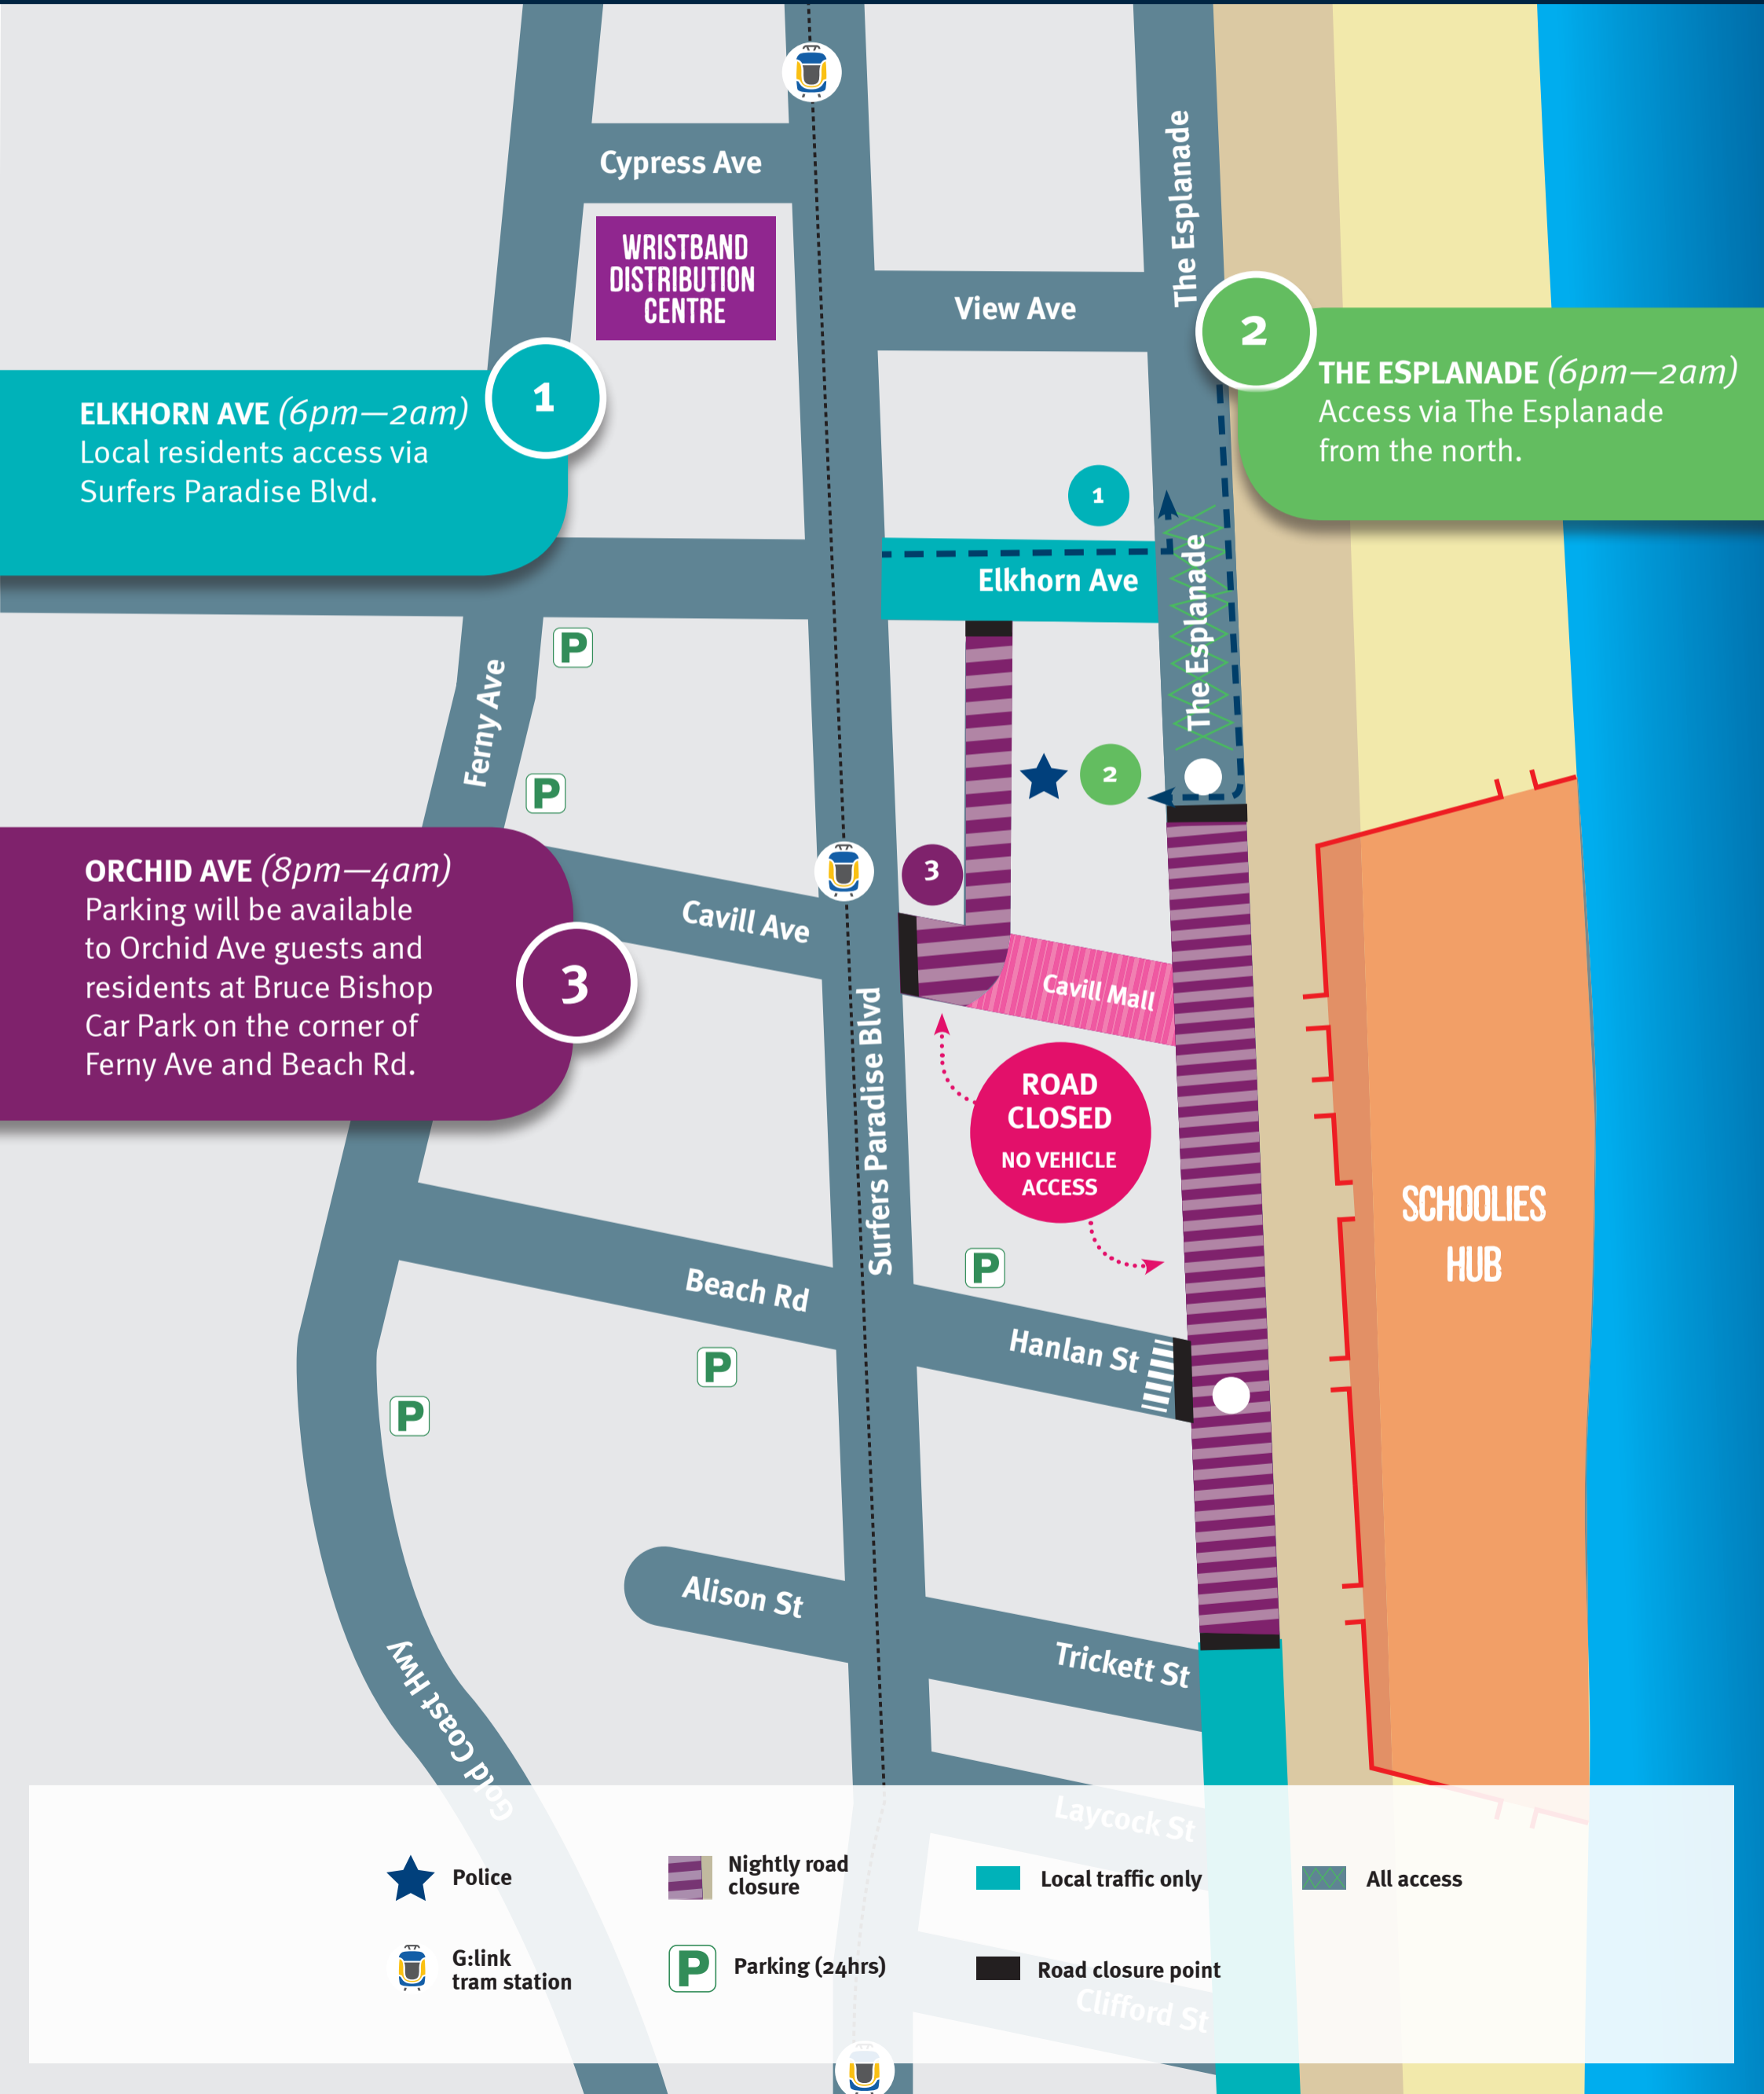 Cypress Ave
The Esplanade
WRISTBAND
DISTRIBUTION
CENTRE
View Ave
2
THE ESPLANADE (6pm—2am)
Access via The Esplanade
from the north.
1
ELKHORN AVE (6pm—2am)
Local residents access via
Surfers Paradise Blvd.
1
Elkhorn Ave
The Esplanade
P
Ferny Ave
P
2
3
ORCHID AVE (8pm—4am)
Parking will be available
to Orchid Ave guests and
residents at Bruce Bishop
Car Park on the corner of
Ferny Ave and Beach Rd.
3
Cavill Ave
Cavill Mall
Surfers Paradise Blvd
ROAD
CLOSED
NO VEHICLE
ACCESS
SCHOOLIES
HUB
P
Beach Rd
Hanlan St
P
P
Alison St
Trickett St
Gold Coast Hwy
Laycock St
Police
Nightly road
closure
Local traffic only
All access
G:link
tram station
P
Parking (24hrs)
Road closure point
Clifford St